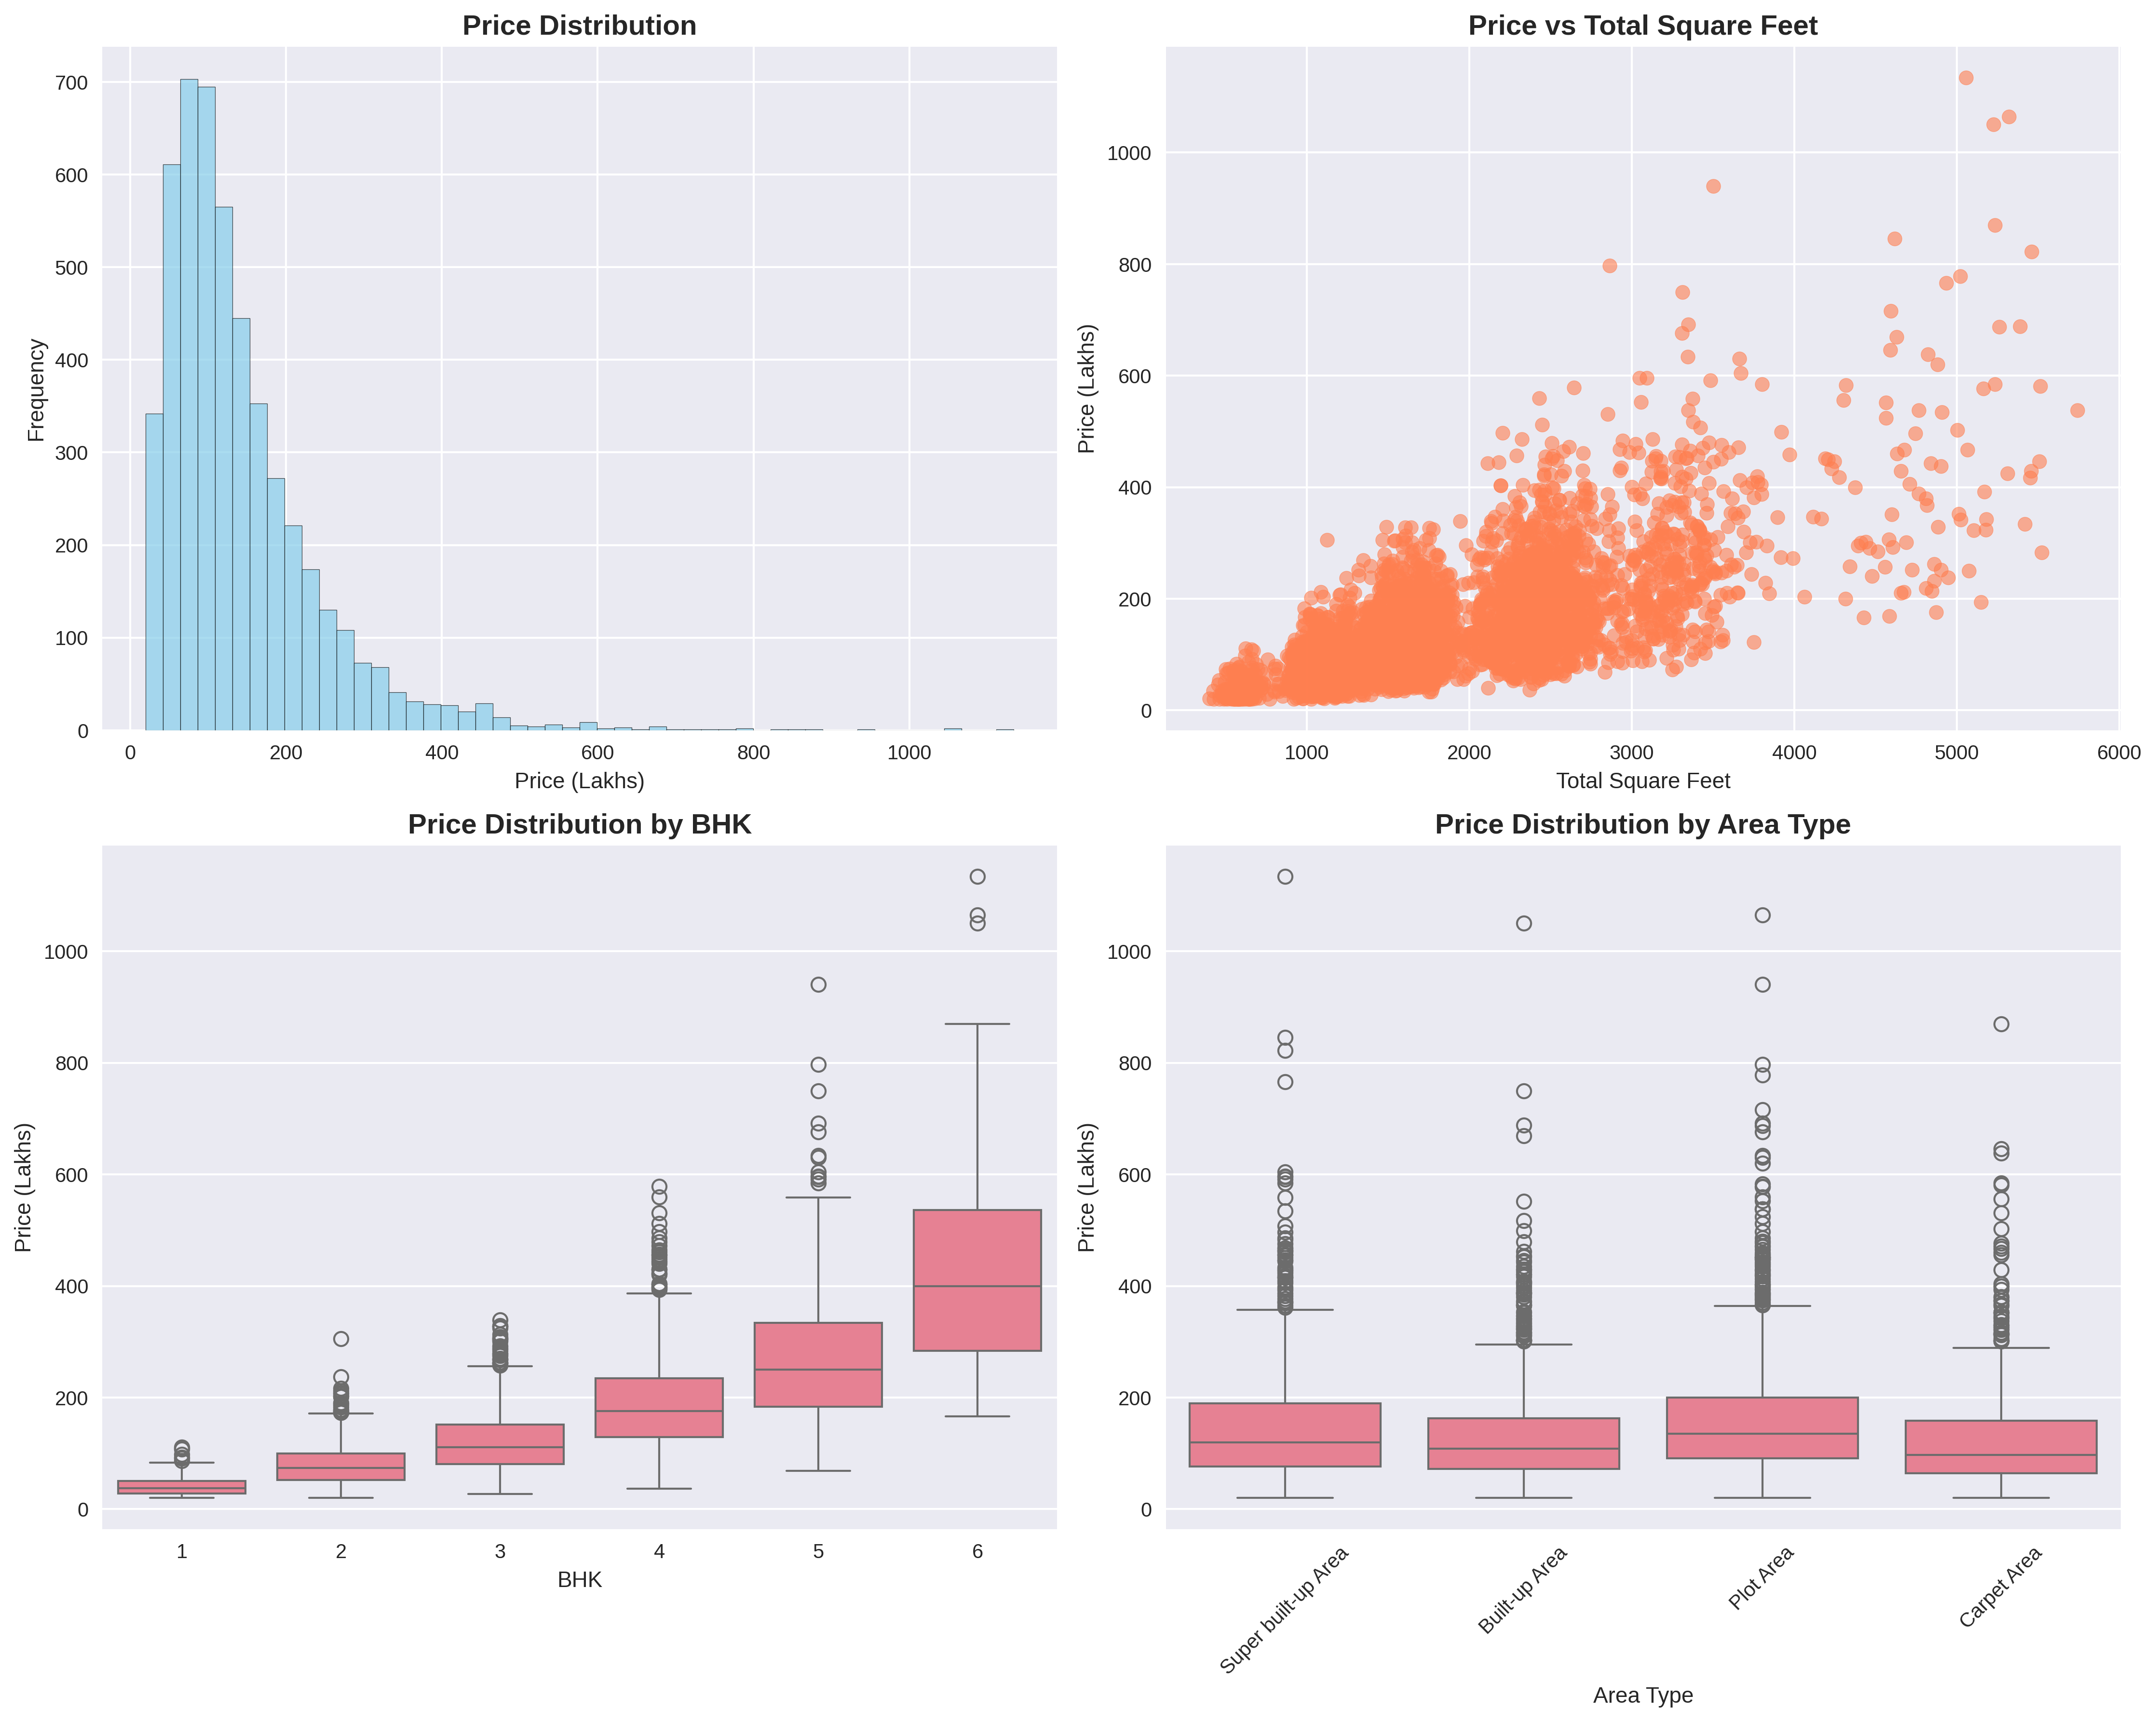 Price Distribution
700
600
500
400
300
200
100
0
Frequency
0 200 400 600 800 1000
Price (Lakhs)
Price vs Total Square Feet
1000
800
600
400
200
0
Price (Lakhs)
1000 2000 3000 4000 5000 6000
Total Square Feet
Price Distribution by BHK
1000
800
600
400
200
0
Price (Lakhs)
1 2 3 4 5 6
BHK
Price Distribution by Area Type
1000
800
600
400
200
0
Price (Lakhs)
Super built-up Area
Built-up Area
Plot Area
Carpet Area
Area Type